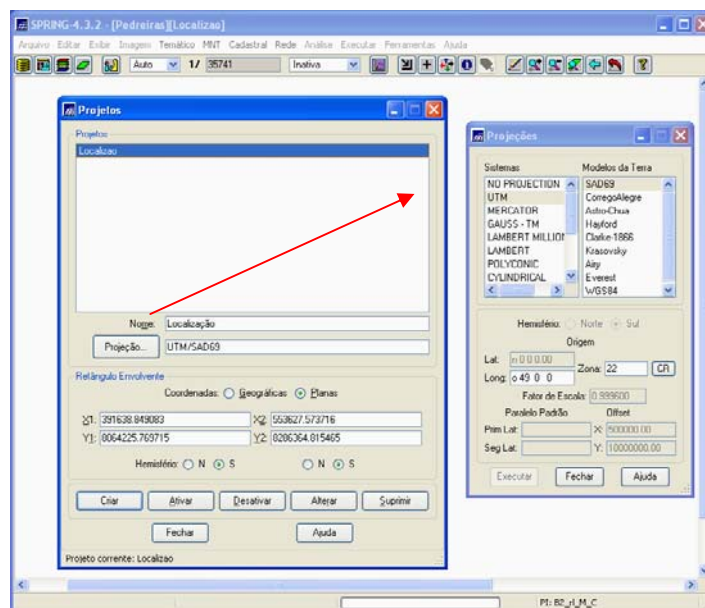 SPRING-4.3.2 - [Pedreiras][Localizao]
Arquivo Editar Exibir Imagem Temático MNT Cadastral Rede Análise Executar Ferramentas Ajuda
Auto 1/ 35741 Inativa
Projetos
Projetos
Localizao
Nome: Localização
Projeção... UTM/SAD69
Retângulo Envolvente
Coordenadas: Geográficas Planas
X1: 391638.849083 X2: 553627.573716
Y1: 8064225.769715 Y2: 8286364.815465
Hemisfério: N S N S
Criar Ativar Desativar Alterar Suprimir
Fechar Ajuda
Projeto corrente: Localizao
Projeções
Sistemas Modelos da Terra
NO PROJECTION SAD69
UTM CorregoAlegre
MERCATOR Astro-Chua
GAUSS - TM Hayford
LAMBERT MILLION Clarke-1866
LAMBERT Krasovsky
POLYCONIC Airy
CYLINDRICAL Everest
WGS84
Hemisfério: Norte Sul
Origem
Lat: n 0 0 0.00
Long: o 49 0 0 Zona: 22 CR
Fator de Escala: 0.999600
Paralelo Padrão Offset
Prim Lat: X: 500000.00
Seg Lat: Y: 10000000.00
Executar Fechar Ajuda
PI: B2_rl_M_C